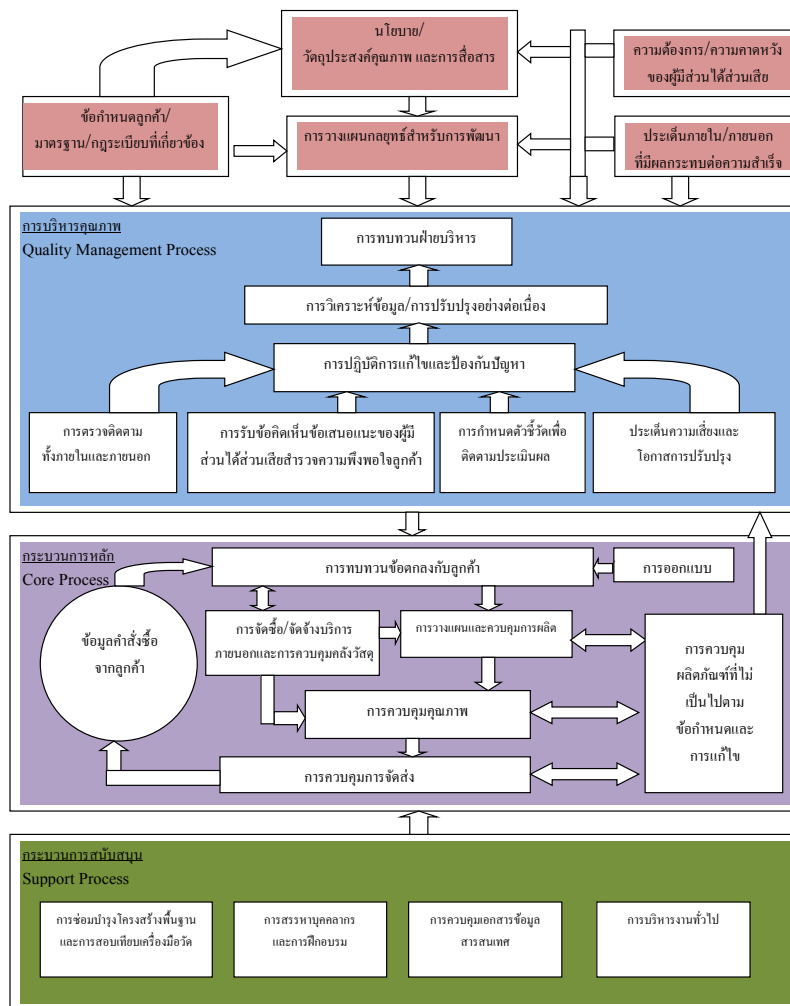 นโยบาย/
วัตถุประสงค์คุณภาพ และการสื่อสาร
ความต้องการ/ความคาดหวัง
ของผู้มีส่วนได้ส่วนเสีย
ข้อกำหนดลูกค้า/
มาตรฐาน/กฎระเบียบที่เกี่ยวข้อง
การวางแผนกลยุทธ์สำหรับการพัฒนา
ประเด็นภายใน/ภายนอก
ที่มีผลกระทบต่อความสำเร็จ
การบริหารคุณภาพ
Quality Management Process
การทบทวนฝ่ายบริหาร
การวิเคราะห์ข้อมูล/การปรับปรุงอย่างต่อเนื่อง
การปฏิบัติการแก้ไขและป้องกันปัญหา
การตรวจติดตาม
ทั้งภายในและภายนอก
การรับข้อคิดเห็นข้อเสนอแนะของผู้มี
ส่วนได้ส่วนเสียสำรวจความพึงพอใจลูกค้า
การกำหนดตัวชี้วัดเพื่อ
ติดตามประเมินผล
ประเด็นความเสี่ยงและ
โอกาสการปรับปรุง
กระบวนการหลัก
Core Process
การทบทวนข้อตกลงกับลูกค้า
การออกแบบ
ข้อมูลคำสั่งซื้อ
จากลูกค้า
การจัดซื้อ/จัดจ้างบริการ
ภายนอกและการควบคุมคลังวัสดุ
การวางแผนและควบคุมการผลิต
การควบคุม
ผลิตภัณฑ์ที่ไม่
เป็นไปตาม
ข้อกำหนดและ
การแก้ไข
การควบคุมคุณภาพ
การควบคุมการจัดส่ง
กระบวนการสนับสนุน
Support Process
การซ่อมบำรุงโครงสร้างพื้นฐาน
และการสอบเทียบเครื่องมือวัด
การสรรหาบุคคลากร
และการฝึกอบรม
การควบคุมเอกสารข้อมูล
สารสนเทศ
การบริหารงานทั่วไป